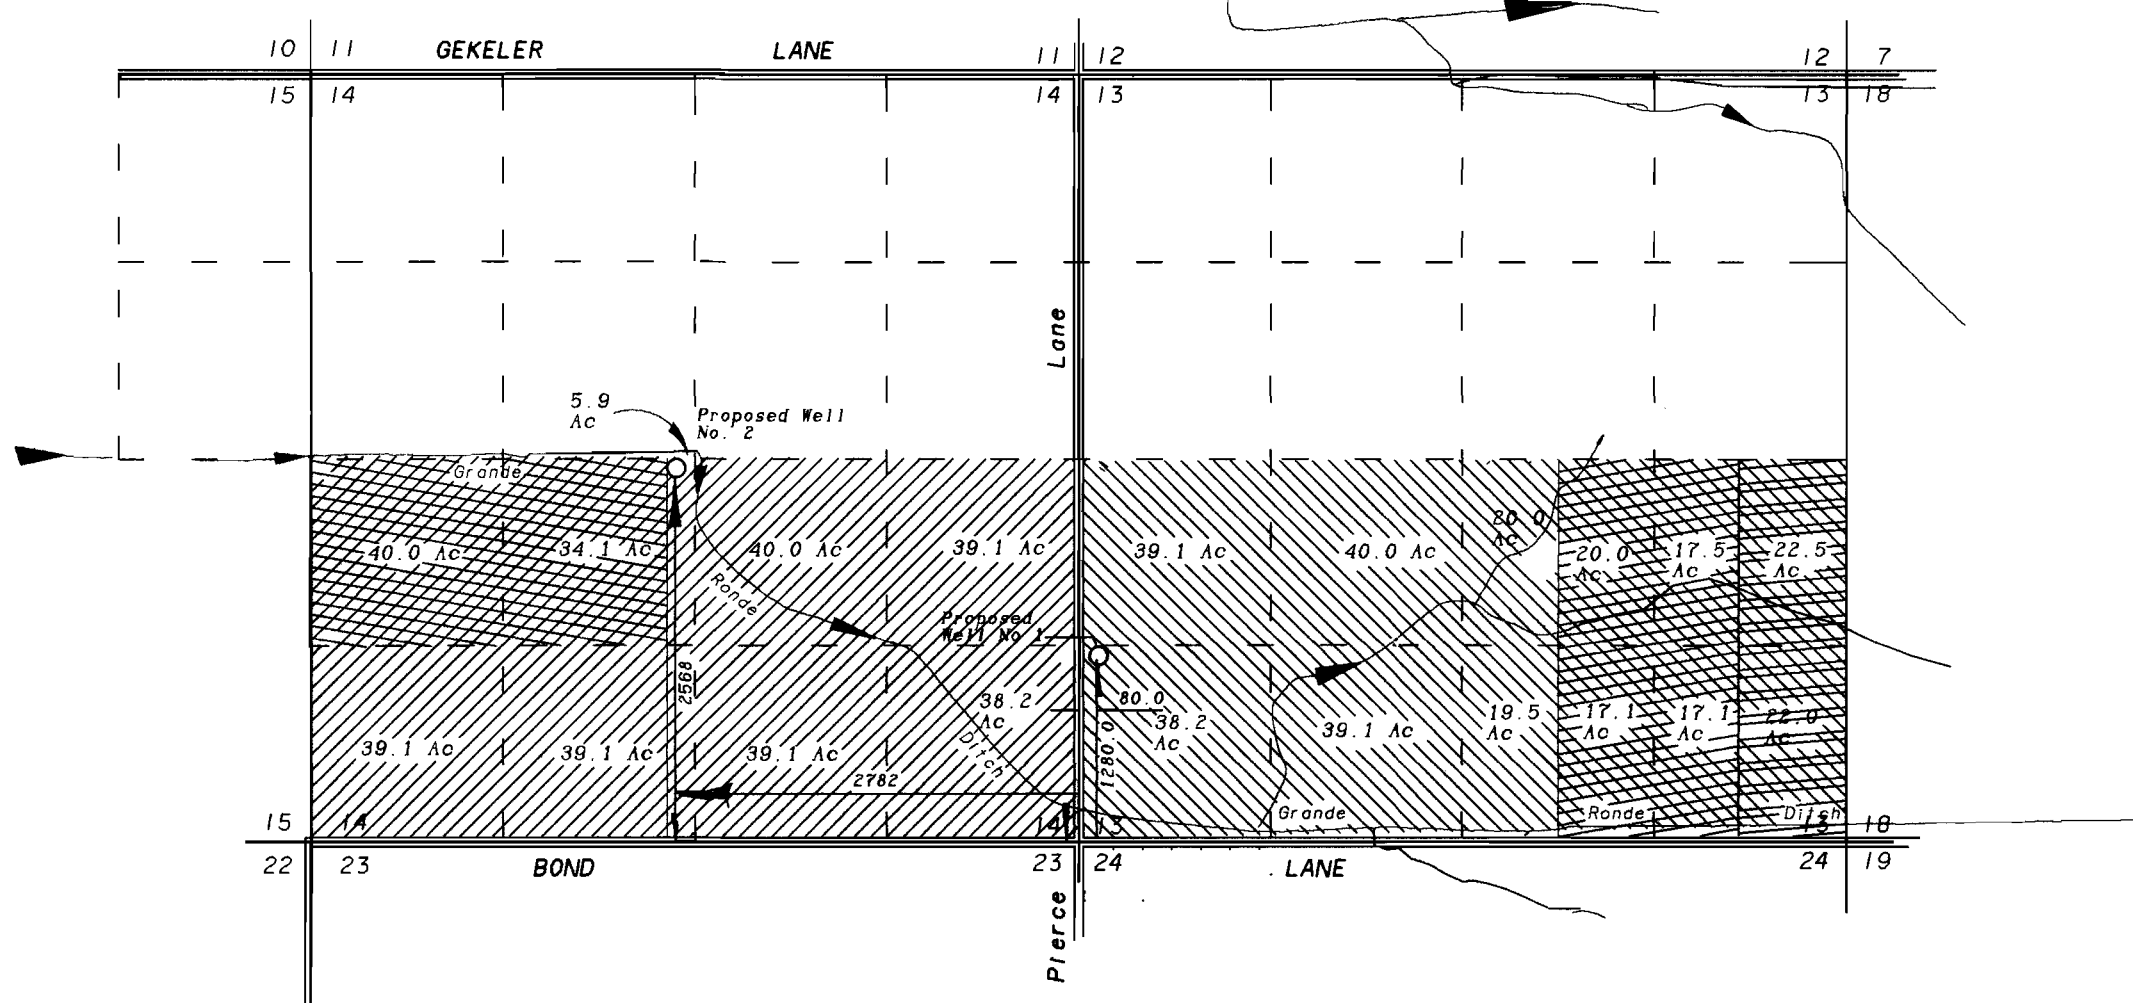 10 11 GEKELER LANE 11 12 12 7
15 14 14 13 13 18
Lane
5.9
Ac
Proposed Well
No. 2
Grande
40.0 Ac 34.1 Ac 40.0 Ac 39.1 Ac 39.1 Ac 40.0 Ac
20.0
Ac
20.0
Ac
17.5
Ac
22.5
Ac
Ronde
Proposed
Well No 1
2568
38.2
Ac
80.0
38.2
Ac
1280.0
39.1 Ac 39.1 Ac 39.1 Ac 39.1 Ac
19.5
Ac
17.1
Ac
17.1
Ac
22.0
Ac
Ditch
2782
Grande Ronde Ditch
15 14 14 13 13 18
22 23 BOND 23 24 LANE 24 19
Pierce